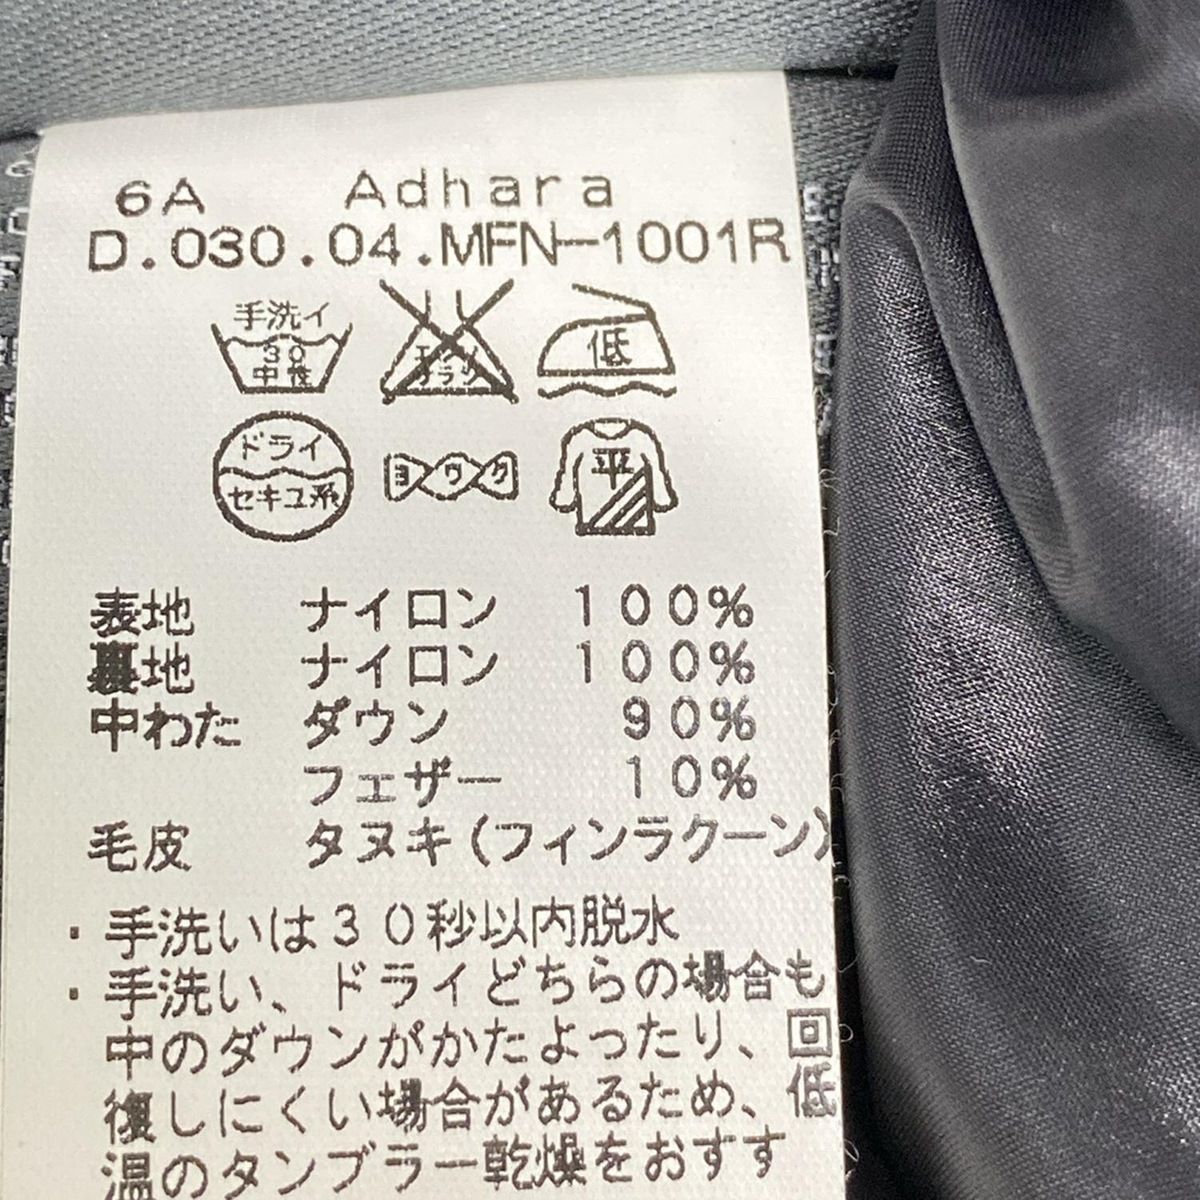 6A Adhara
D.030.04.MFN-1001R
手洗イ
30
中性
エンソ
サラシ
低
ドライ
セキユ系
ヨワク
平
表地 ナイロン 100%
裏地 ナイロン 100%
中わた ダウン 90%
フェザー 10%
毛皮 タヌキ(フィンラクーン)
・手洗いは30秒以内脱水
・手洗い、ドライどちらの場合も
中のダウンがかたよったり、回
復しにくい場合があるため、低
温のタンブラー乾燥をおすす